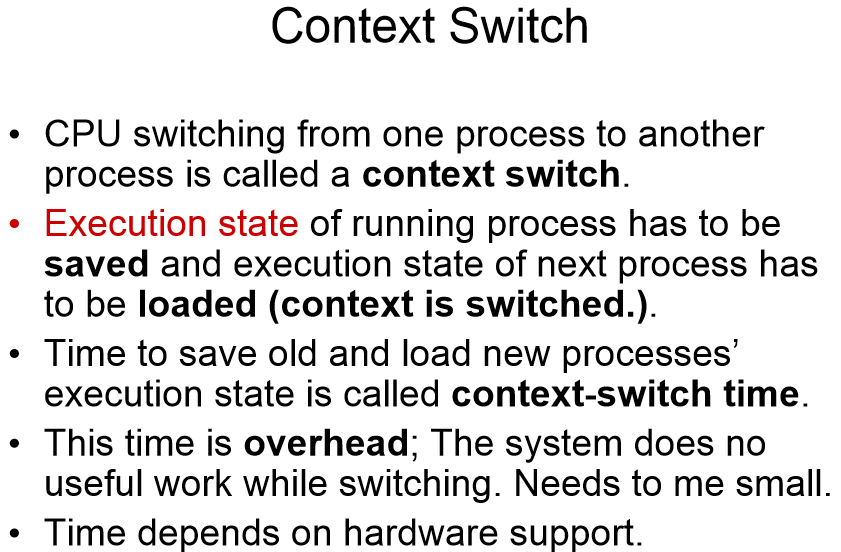 Context Switch
• CPU switching from one process to another
process is called a context switch.
• Execution state of running process has to be
saved and execution state of next process has
to be loaded (context is switched.).
• Time to save old and load new processes’
execution state is called context-switch time.
• This time is overhead; The system does no
useful work while switching. Needs to me small.
• Time depends on hardware support.